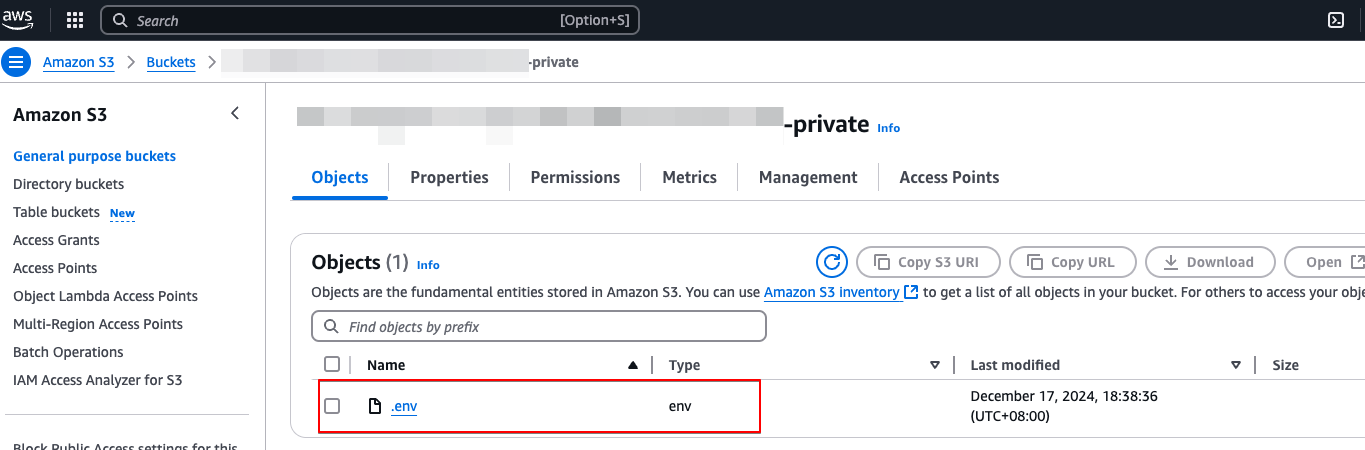 aws
Search [Option+S]
Amazon S3 > Buckets > -private
Amazon S3
General purpose buckets
Directory buckets
Table buckets New
Access Grants
Access Points
Object Lambda Access Points
Multi-Region Access Points
Batch Operations
IAM Access Analyzer for S3
Block Public Access settings for this
-private Info
Objects Properties Permissions Metrics Management Access Points
Objects (1) Info
Copy S3 URI Copy URL Download Open
Objects are the fundamental entities stored in Amazon S3. You can use Amazon S3 inventory to get a list of all objects in your bucket. For others to access your obje
Find objects by prefix
Name Type Last modified Size
.env env December 17, 2024, 18:38:36
(UTC+08:00)